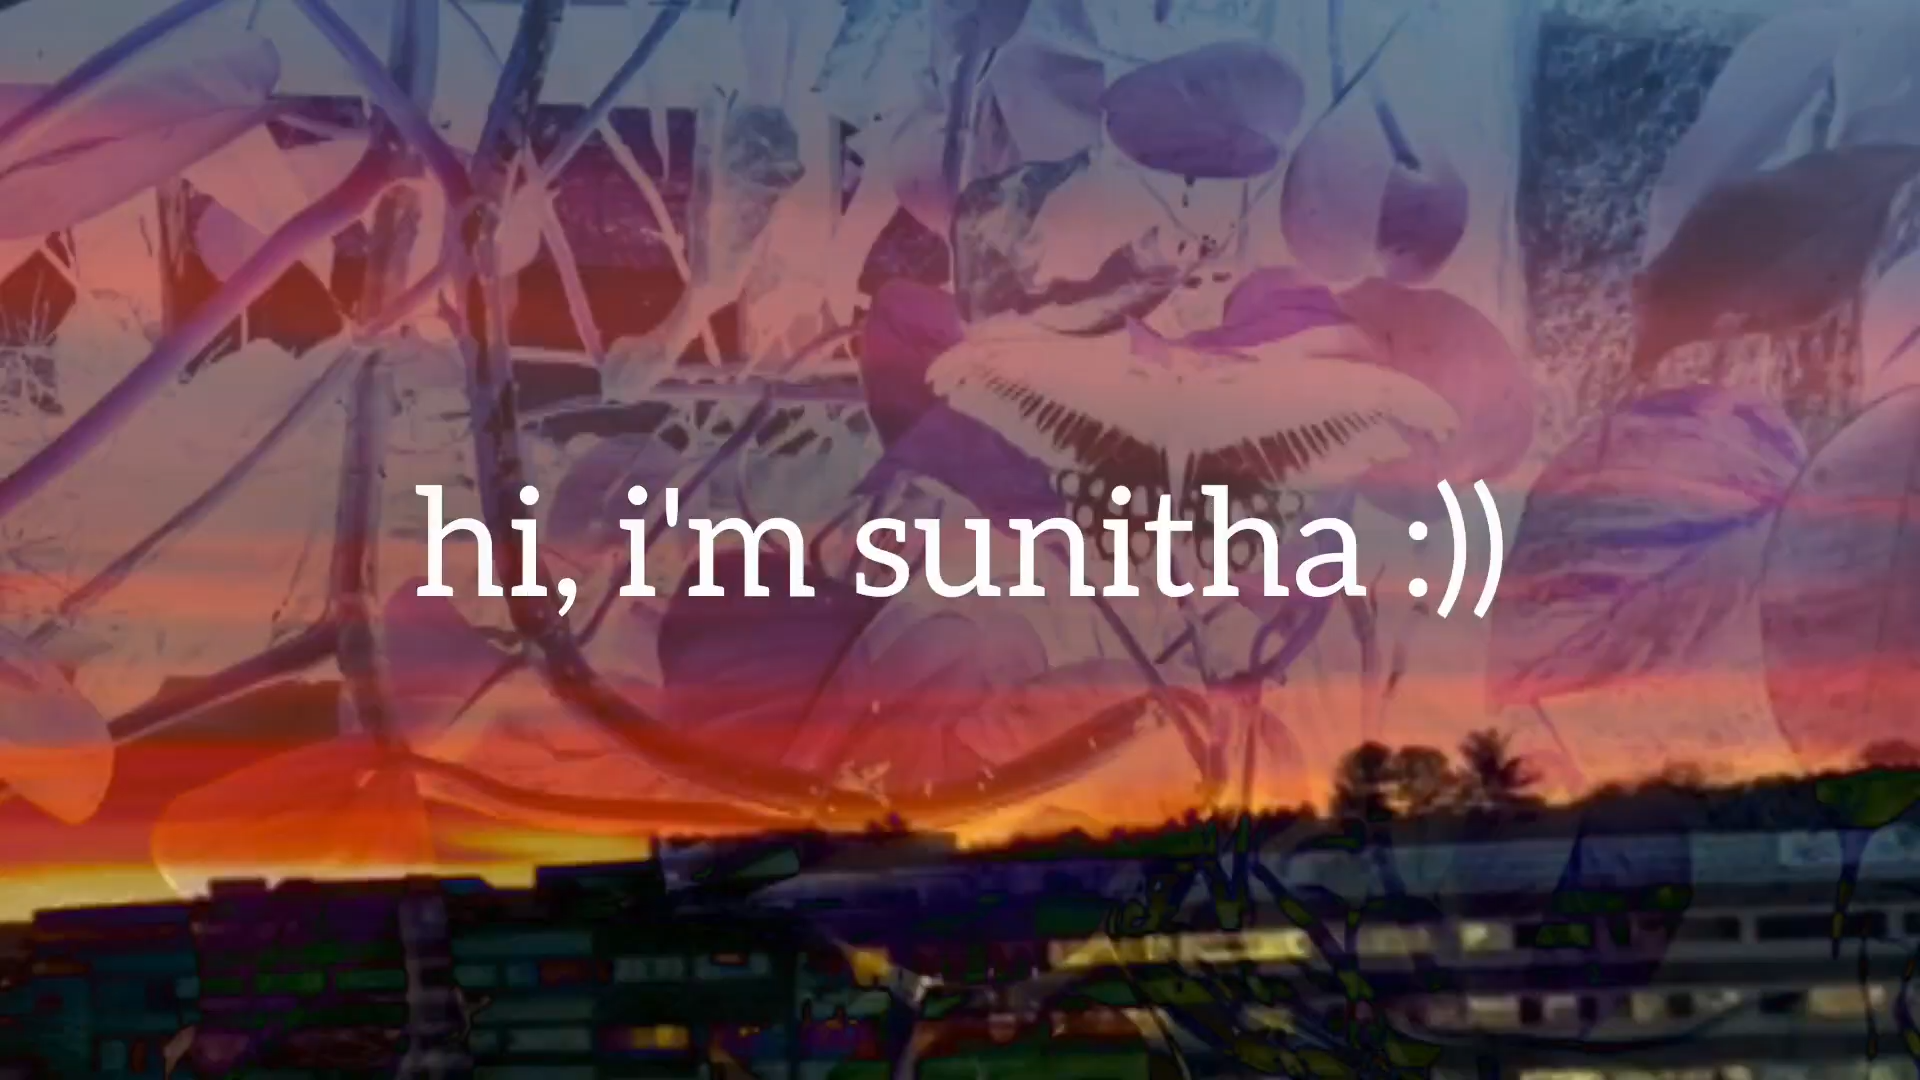 hi, i'm sunitha :))